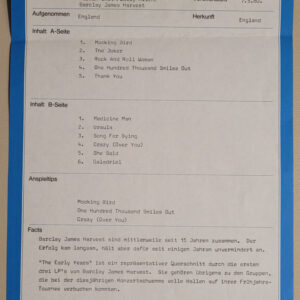 Barclay James Harvest 7.3.80.
Aufgenommen England Herkunft England
Inhalt A-Seite
1. Mocking Bird
2. The Joker
3. Rock And Roll Woman
4. One Hundred Thousand Smiles Out
5. Thank You
Inhalt B-Seite
1. Medicine Man
2. Ursula
3. Song For Dying
4. Crazy (Over You)
5. She Said
6. Galadriel
Anspieltips
Mocking Bird
One Hundred Thousand Smiles Out
Crazy (Over You)
Facts
Barclay James Harvest sind mittlerweile seit 15 Jahren zusammen. Der
Erfolg kam langsam, hält aber dafür seit einigen Jahren unvermindert an.
"The Early Years" ist ein repräsentativer Querschnitt durch die ersten
drei LP's von Barclay James Harvest. Sie gehören übrigens zu den Gruppen,
die bei der diesjährigen Konzertschwemme volle Hallen auf ihrer Frühjahrs-
Tournee verbuchen konnten.